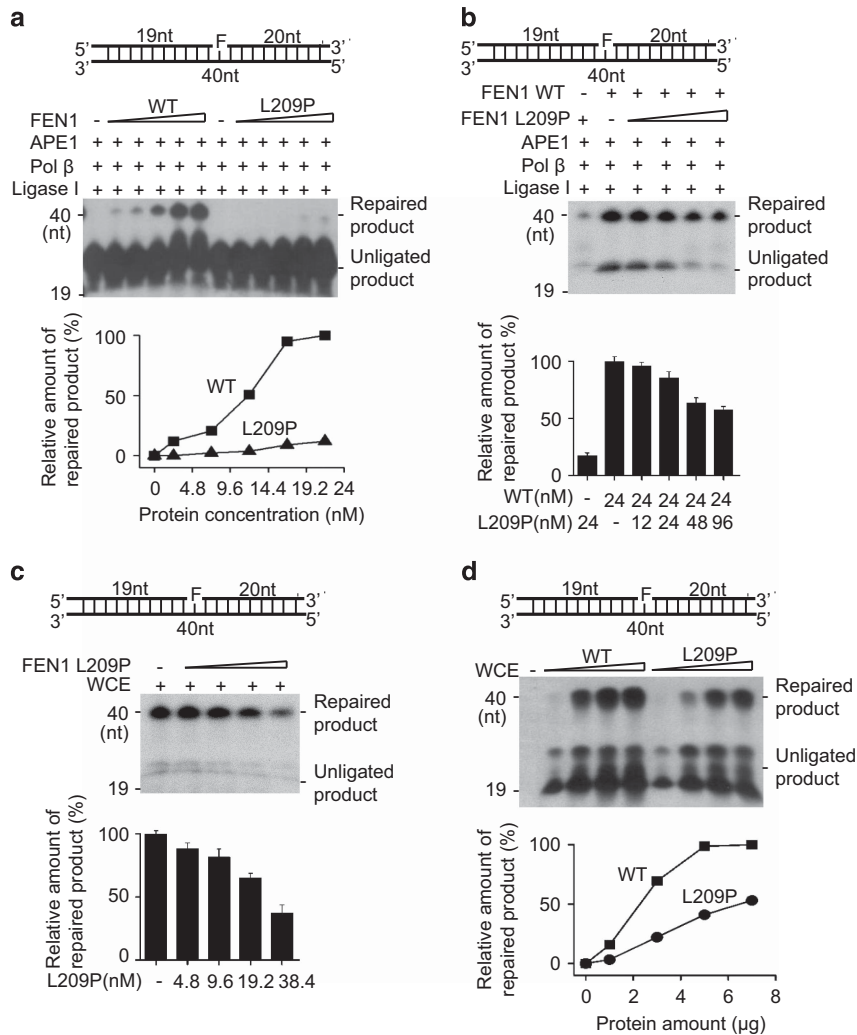 a
19nt F 20nt
5' 3'
3' 5'
40nt
WT L209P
FEN1 - -
APE1 + + + + + + + + + + + +
Pol β + + + + + + + + + + + +
Ligase I + + + + + + + + + + + +
40
(nt)
19
Repaired
product
Unligated
product
Relative amount of
repaired product (%)
100
50
0
WT
L209P
0 4.8 9.6 14.4 19.2 24
Protein concentration (nM)
b
19nt F 20nt
5' 3'
3' 5'
40nt
FEN1 WT - + + + + +
FEN1 L209P + -
APE1 + + + + + +
Pol β + + + + + +
Ligase I + + + + + +
40
(nt)
19
Repaired
product
Unligated
product
Relative amount of
repaired product %)
100
50
0
WT(nM) - 24 24 24 24 24
L209P(nM) 24 - 12 24 48 96
c
19nt F 20nt
5' 3'
3' 5'
40nt
FEN1 L209P -
WCE + + + + +
40
(nt)
19
Repaired
product
Unligated
product
Relative amount of
repaired product (%)
100
50
0
L209P(nM) - 4.8 9.6 19.2 38.4
d
19nt F 20nt
5' 3'
3' 5'
40nt
WT L209P
WCE -
40
(nt)
19
Repaired
product
Unligated
product
Relative amount of
repaired product (%)
100
50
0
WT
L209P
0 2 4 6 8
Protein amount (µg)